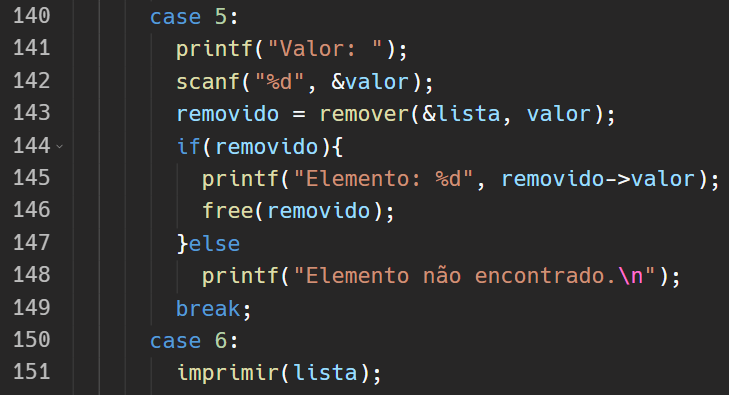 140 case 5:
141 printf("Valor: ");
142 scanf("%d", &valor);
143 removido = remover(&lista, valor);
144 if(removido){
145 printf("Elemento: %d", removido->valor);
146 free(removido);
147 }else
148 printf("Elemento não encontrado.\n");
149 break;
150 case 6:
151 imprimir(lista);